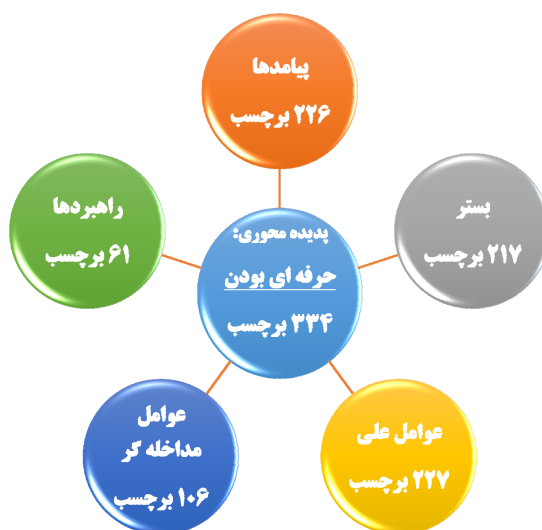 پیامدها
۲۲۶ برچسب
راهبردها
۶۱ برچسب
بستر
۲۱۷ برچسب
پدیده محوری:
حرفه ای بودن
۳۳۴ برچسب
عوامل
مداخله گر
۱۰۶ برچسب
عوامل علی
۲۲۷ برچسب